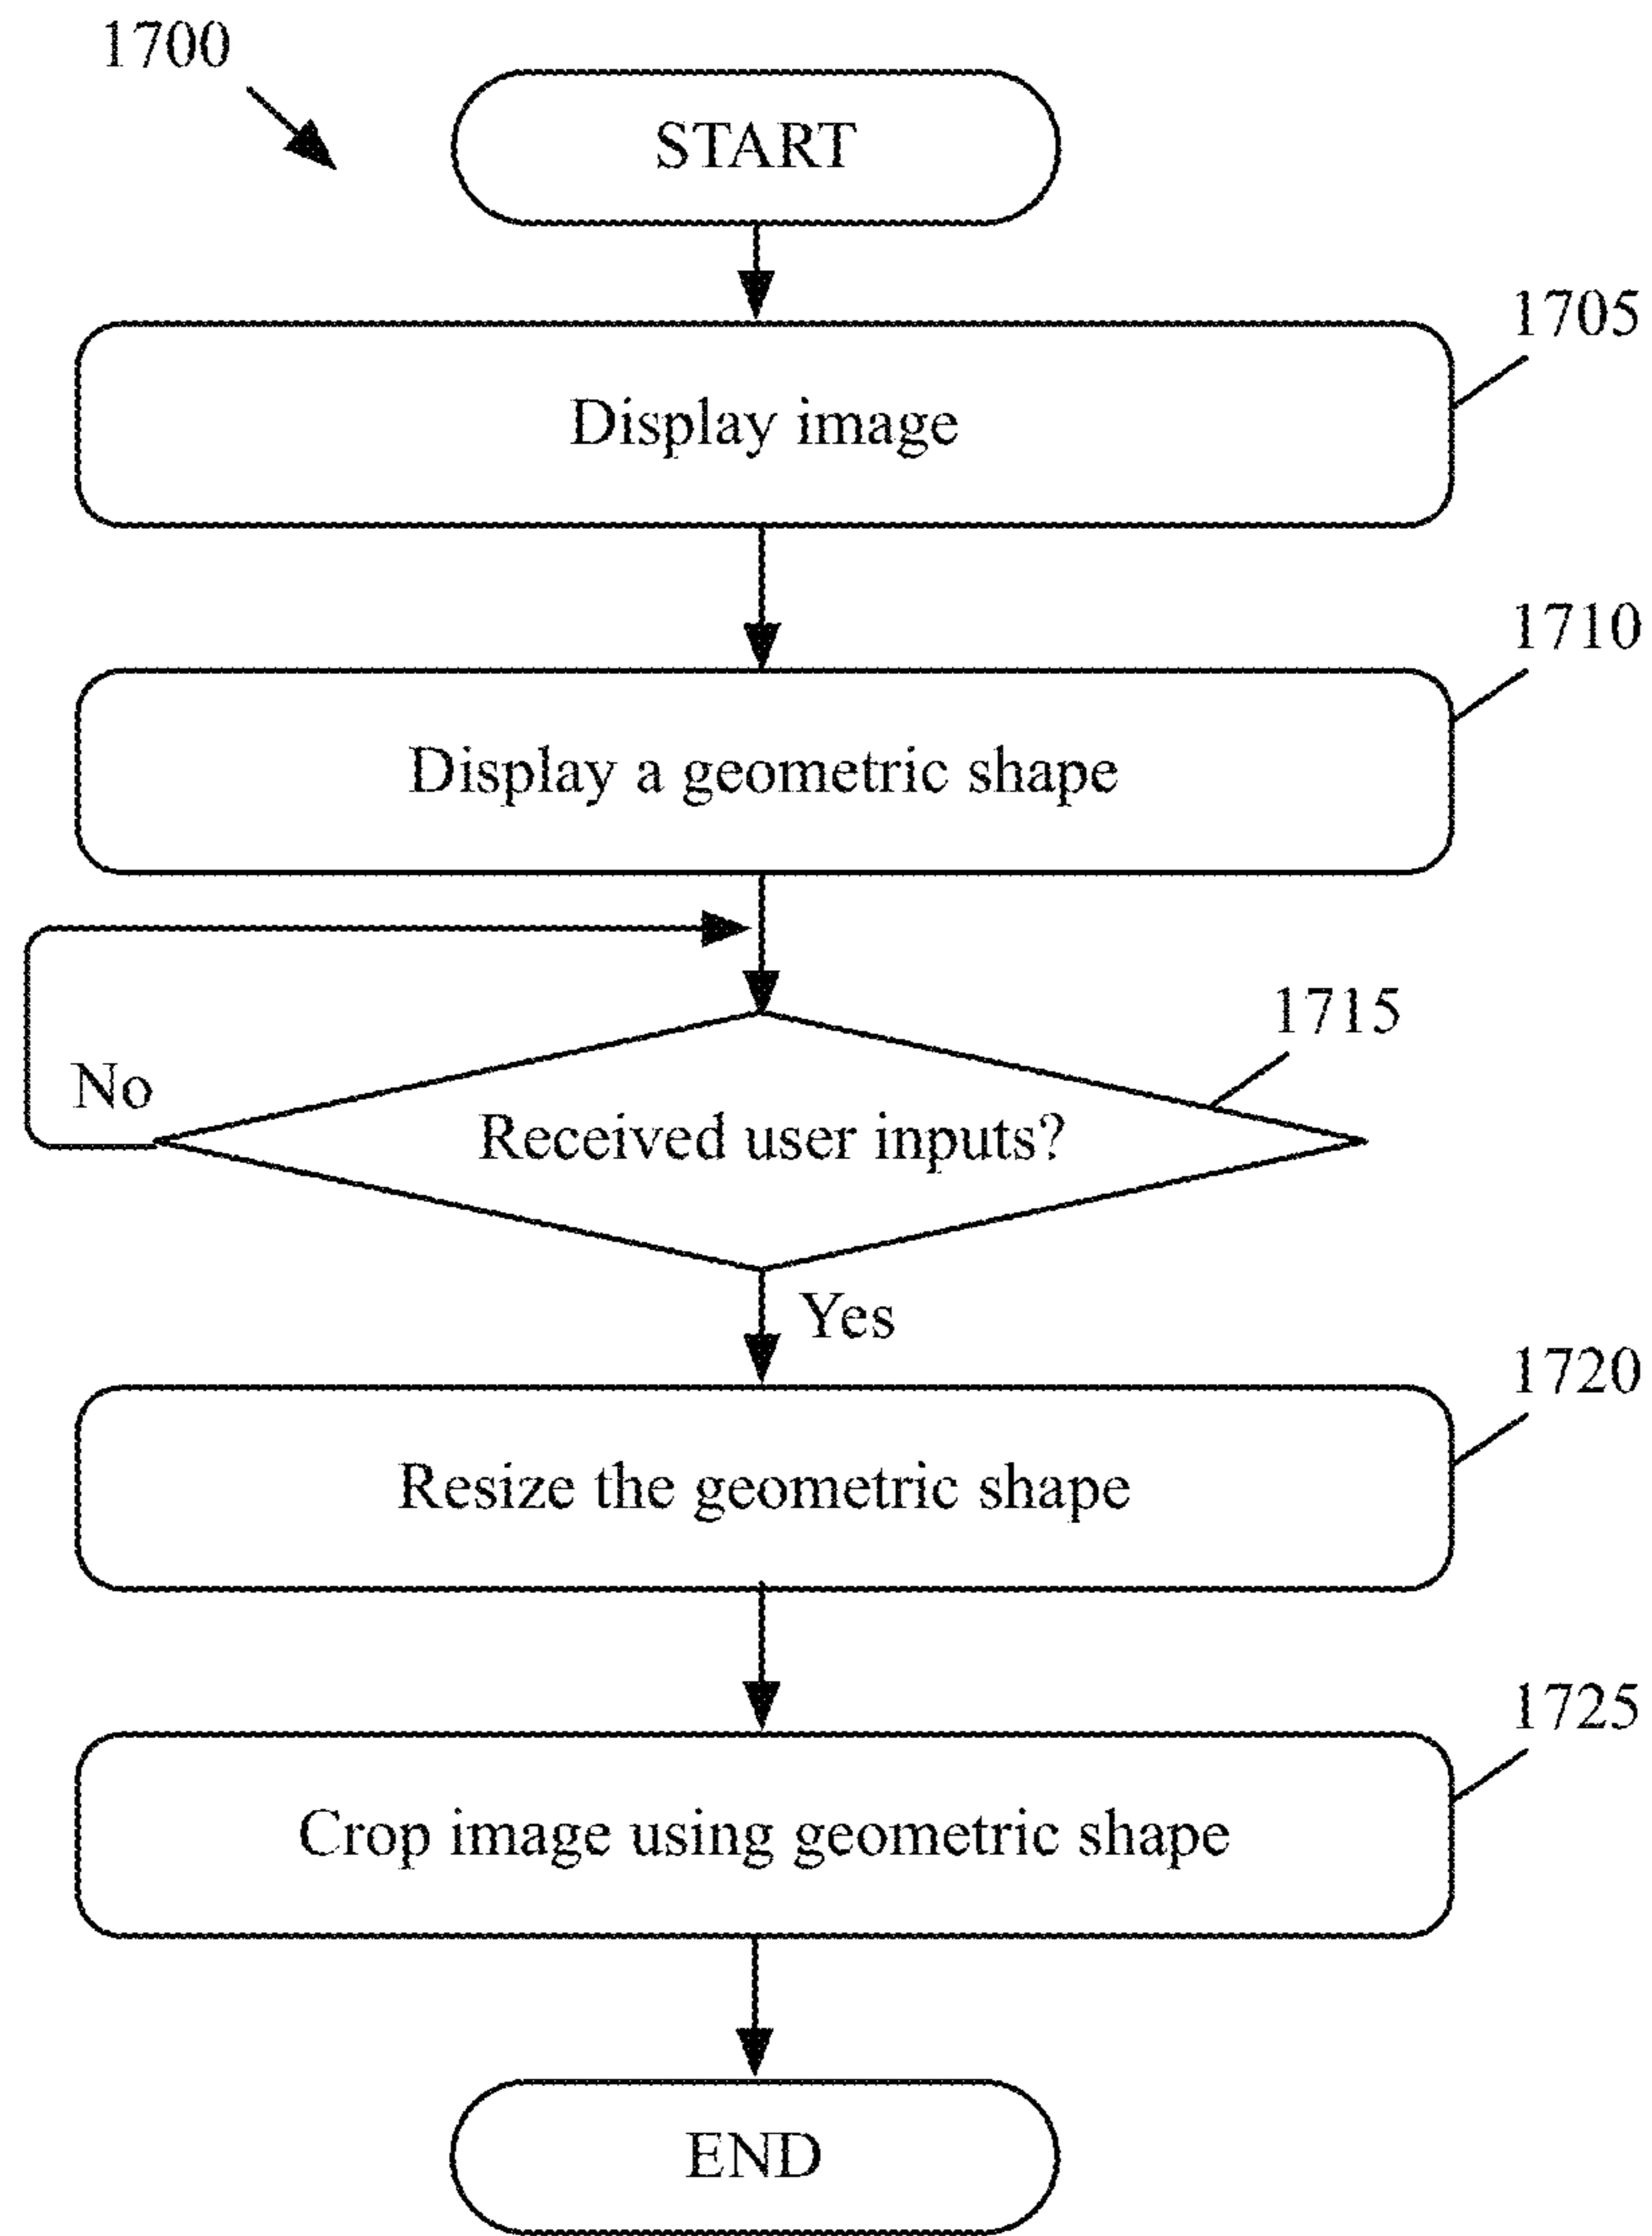 1700
START
1705
Display image
1710
Display a geometric shape
1715
No
Received user inputs?
Yes
1720
Resize the geometric shape
1725
Crop image using geometric shape
END